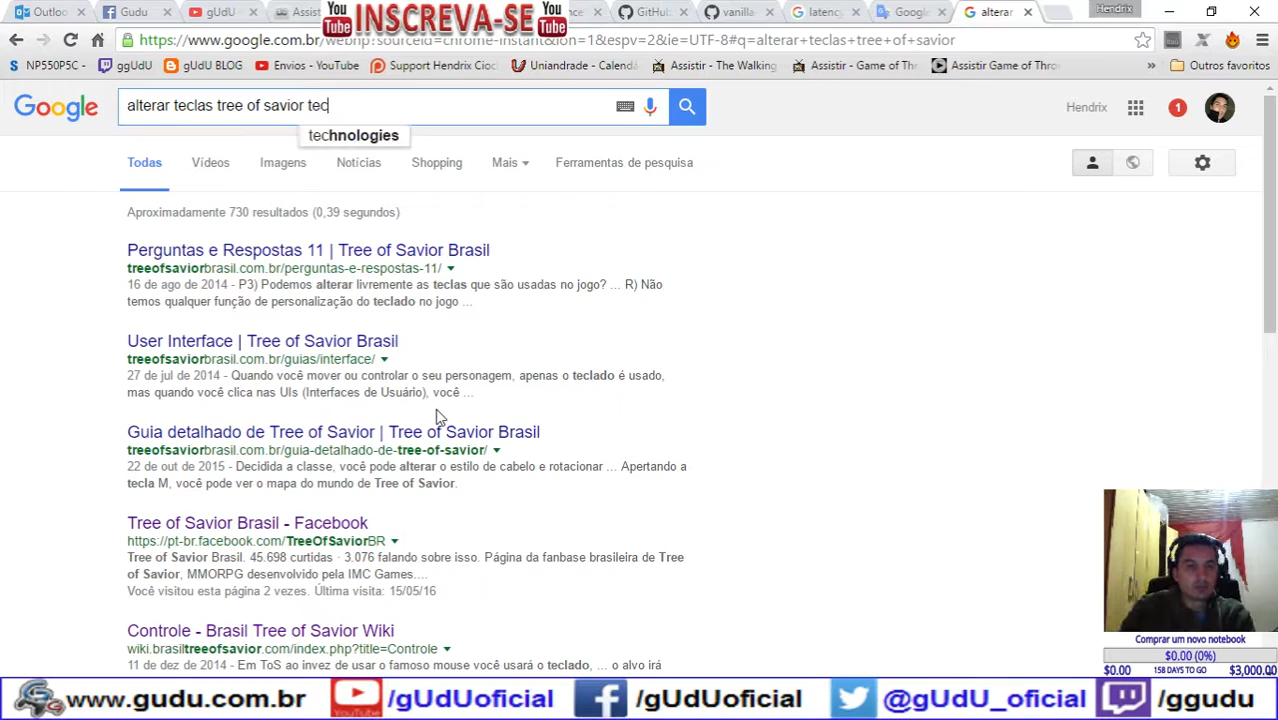 Outloo
Gudu
gUdU
Assist
You Tube INSCREVA-SE You Tube
nce
GitHub
vanilla
latency
Google
alterar
Hendrix
https://www.google.com.br/webhp?sourceid=chrome-instant&ion=1&espv=2&ie=UTF-8#q=alterar+teclas+tree+of+savior
NP550P5C
ggUdU
gUdU BLOG
Envios - YouTube
Support Hendrix Cioc
Uniandrade - Calenda
Assistir - The Walking
Assistir - Game of Thro
Assistir Game of Thro
»
Outros favoritos
Google
alterar teclas tree of savior tec
Hendrix
1
technologies
Todas
Vídeos
Imagens
Notícias
Shopping
Mais
Ferramentas de pesquisa
Aproximadamente 730 resultados (0,39 segundos)
Perguntas e Respostas 11 | Tree of Savior Brasil
treeofsaviorbrasil.com.br/perguntas-e-respostas-11/
16 de ago de 2014 - P3) Podemos alterar livremente as teclas que são usadas no jogo? ... R) Não
temos qualquer função de personalização do teclado no jogo ...
User Interface | Tree of Savior Brasil
treeofsaviorbrasil.com.br/guias/interface/
27 de jul de 2014 - Quando você mover ou controlar o seu personagem, apenas o teclado é usado,
mas quando você clica nas UIs (Interfaces de Usuário), você ...
Guia detalhado de Tree of Savior | Tree of Savior Brasil
treeofsaviorbrasil.com.br/guia-detalhado-de-tree-of-savior/
22 de out de 2015 - Decidida a classe, você pode alterar o estilo de cabelo e rotacionar ... Apertando a
tecla M, você pode ver o mapa do mundo de Tree of Savior.
Tree of Savior Brasil - Facebook
https://pt-br.facebook.com/TreeOfSaviorBR
Tree of Savior Brasil. 45.698 curtidas · 3.076 falando sobre isso. Página da fanbase brasileira de Tree
of Savior, MMORPG desenvolvido pela IMC Games....
Você visitou esta página 2 vezes. Última visita: 15/05/16
Controle - Brasil Tree of Savior Wiki
wiki.brasiltreeofsavior.com/index.php?title=Controle
11 de dez de 2014 - Em ToS ao invez de usar o famoso mouse você usará o teclado, ... o alvo irá
Comprar um novo notebook
$0.00 (0%)
$0.00
158 DAYS TO GO
$3,000.00
www.gudu.com.br
YouTube
/gUdUoficial
/gUdUoficial
@gUdU_oficial
/ggudu